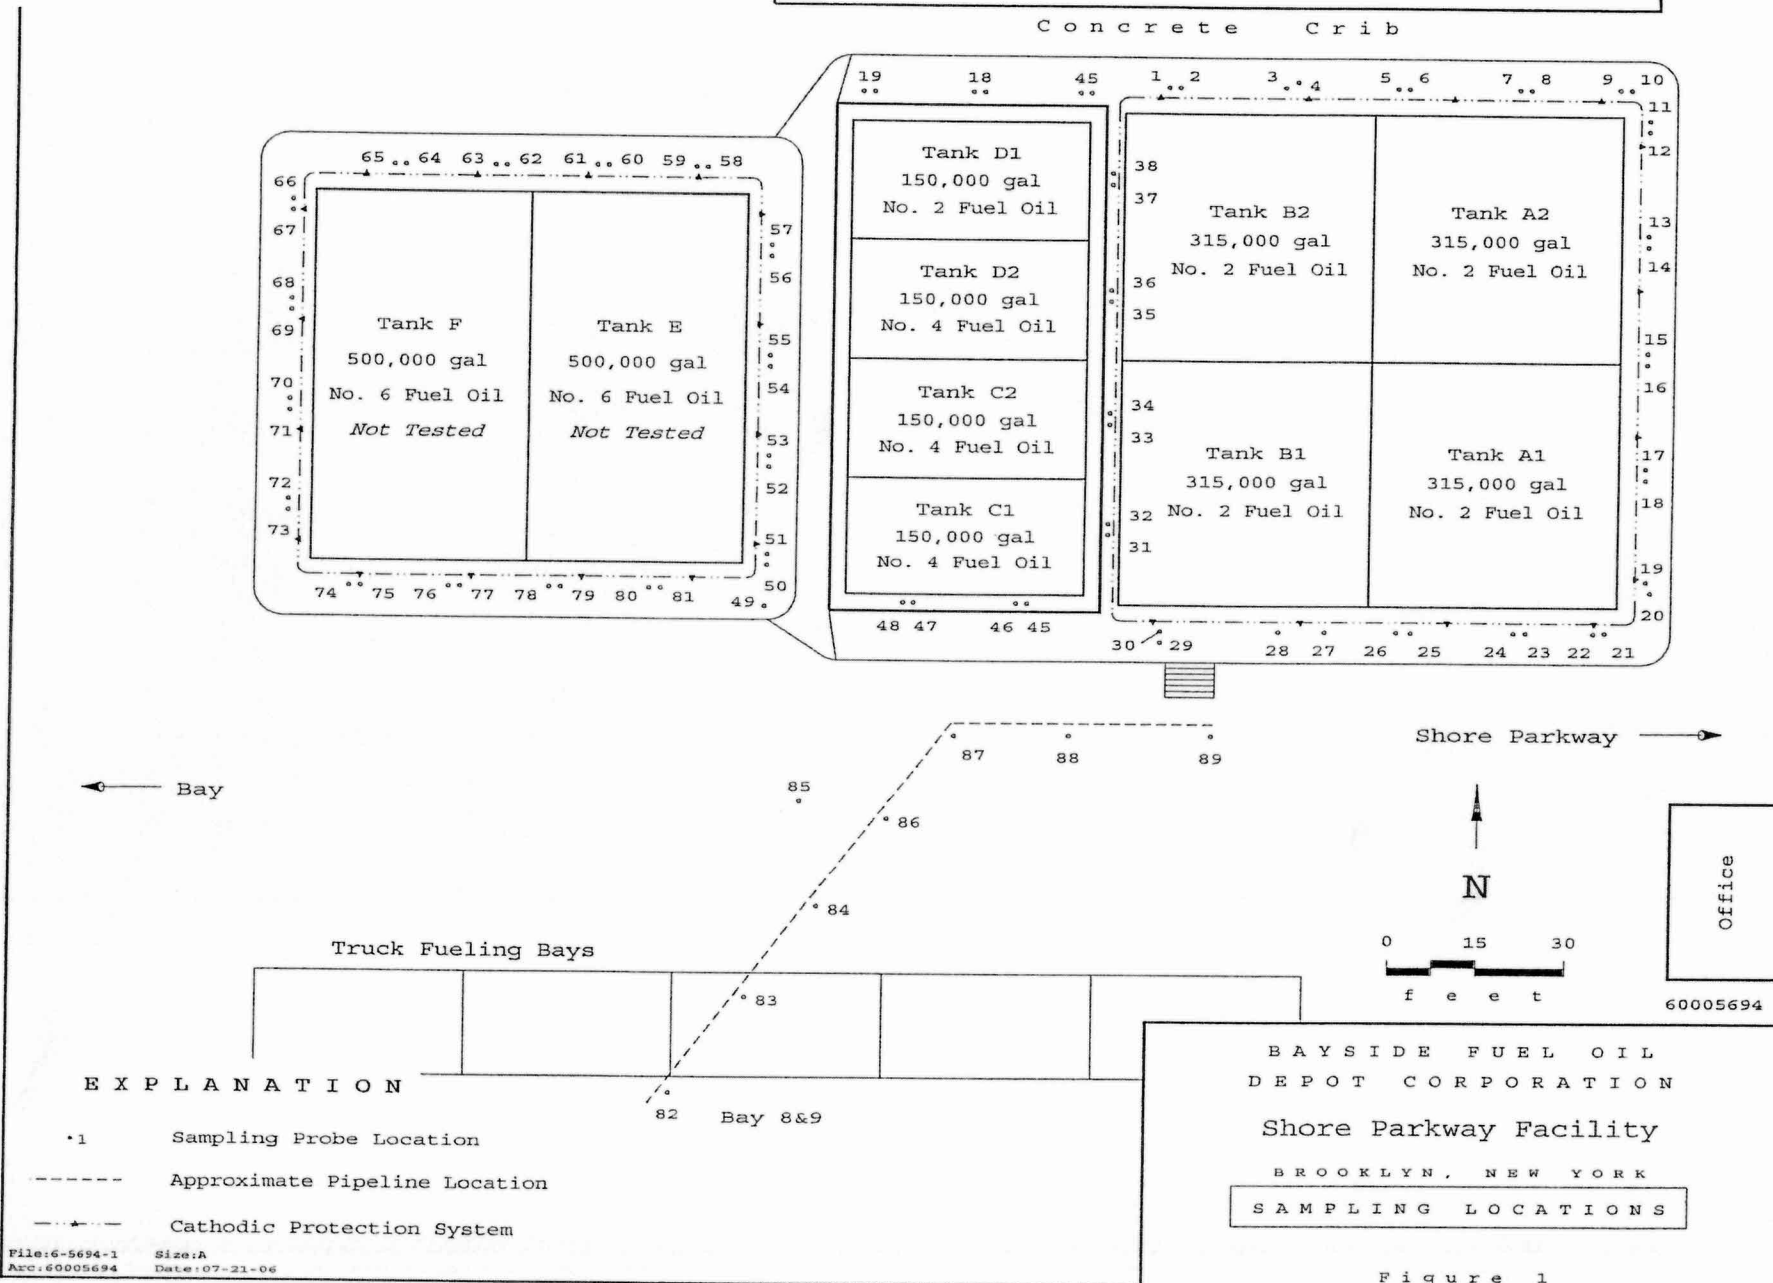 Concrete Crib
19 18 45 1 2 3 4 5 6 7 8 9 10
11
12
13
14
15
16
17
18
19
20
65 64 63 62 61 60 59 58
66
67
68
69
70
71
72
73
57
56
55
54
53
52
51
50
49
74 75 76 77 78 79 80 81
Tank F
500,000 gal
No. 6 Fuel Oil
Not Tested
Tank E
500,000 gal
No. 6 Fuel Oil
Not Tested
Tank D1
150,000 gal
No. 2 Fuel Oil
Tank D2
150,000 gal
No. 4 Fuel Oil
Tank C2
150,000 gal
No. 4 Fuel Oil
Tank C1
150,000 gal
No. 4 Fuel Oil
38
37
36
35
34
33
32
31
Tank B2
315,000 gal
No. 2 Fuel Oil
Tank A2
315,000 gal
No. 2 Fuel Oil
Tank B1
315,000 gal
No. 2 Fuel Oil
Tank A1
315,000 gal
No. 2 Fuel Oil
48 47 46 45
30 29 28 27 26 25 24 23 22 21
Bay
Shore Parkway
87 88 89
85
86
84
83
82
Truck Fueling Bays
Bay 8&9
N
0 15 30
feet
Office
60005694
EXPLANATION
1 Sampling Probe Location
Approximate Pipeline Location
Cathodic Protection System
File:6-5694-1 Size:A
Arc:60005694 Date:07-21-06
BAYSIDE FUEL OIL
DEPOT CORPORATION
Shore Parkway Facility
BROOKLYN, NEW YORK
SAMPLING LOCATIONS
Figure 1